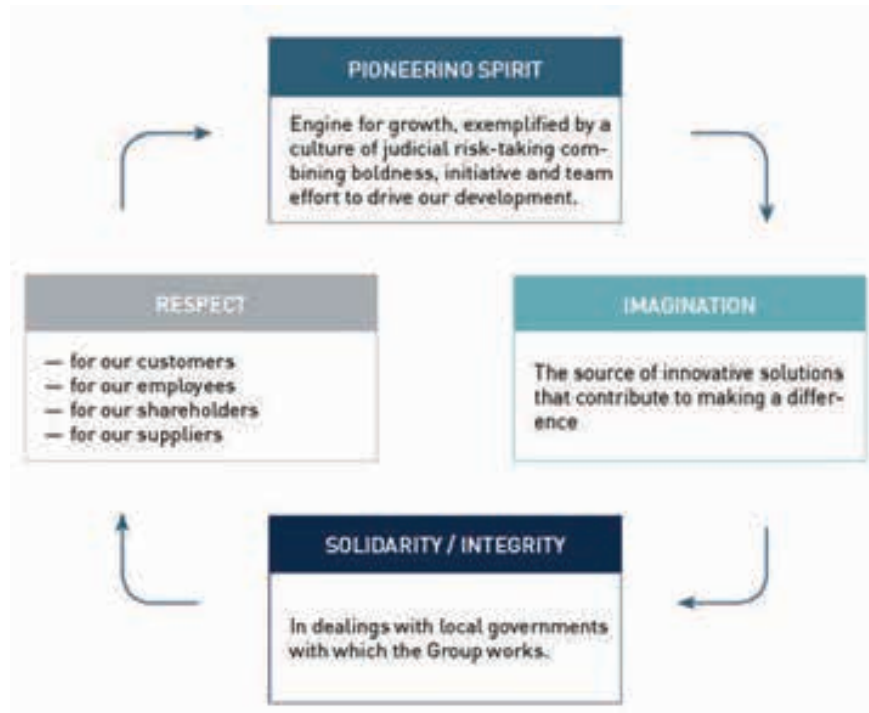 PIONEERING SPIRIT
Engine for growth, exemplified by a
culture of judicial risk-taking com-
bining boldness, initiative and team
effort to drive our development.
RESPECT
— for our customers
— for our employees
— for our shareholders
— for our suppliers
IMAGINATION
The source of innovative solutions
that contribute to making a differ-
ence
SOLIDARITY / INTEGRITY
In dealings with local governments
with which the Group works.